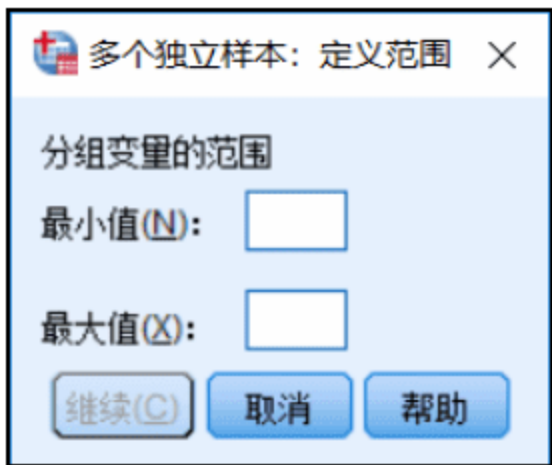 多个独立样本：定义范围
分组变量的范围
最小值(N)：
最大值(X)：
继续(C) 取消 帮助